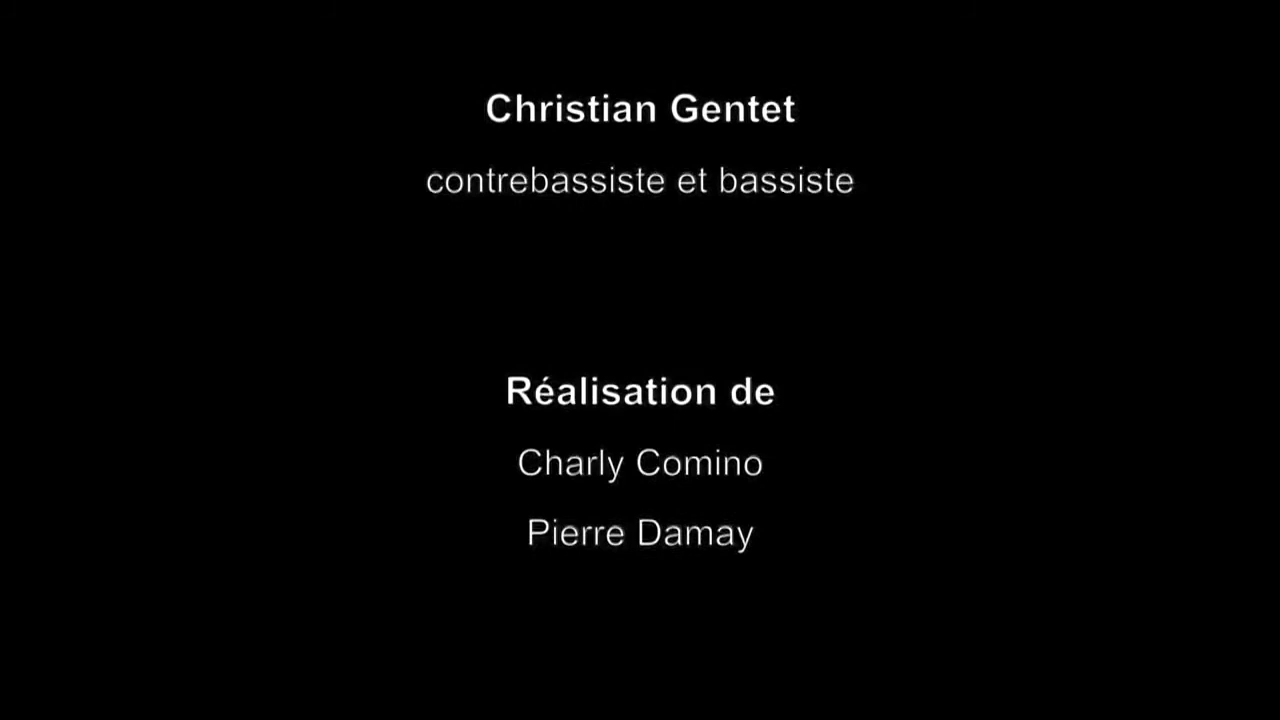 Christian Gentet
contrebassiste et bassiste
Réalisation de
Charly Comino
Pierre Damay